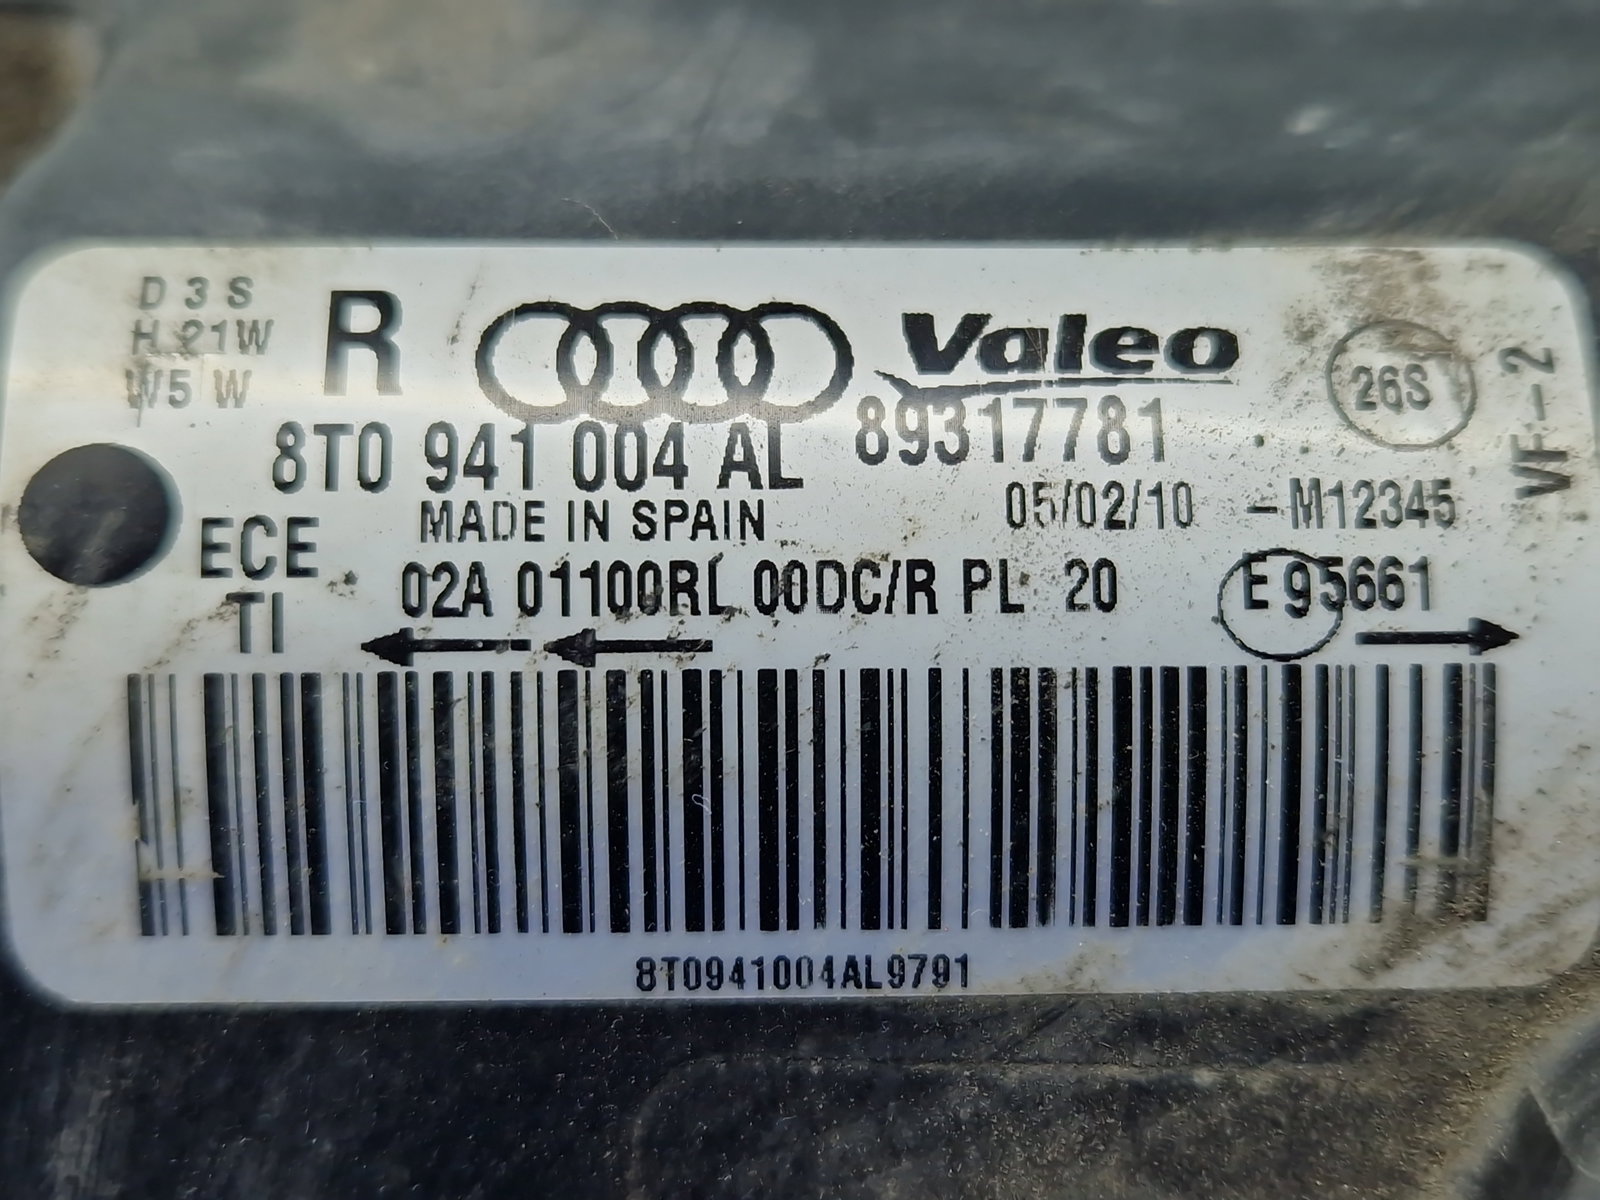 D3S
H21W
W5W
R
Valeo
26S
VF-2
8T0 941 004 AL
89317781
MADE IN SPAIN
05/02/10 -M12345
ECE
TI
02A 01100RL 00DC/R PL 20
E9 5661
8T0941004AL9791